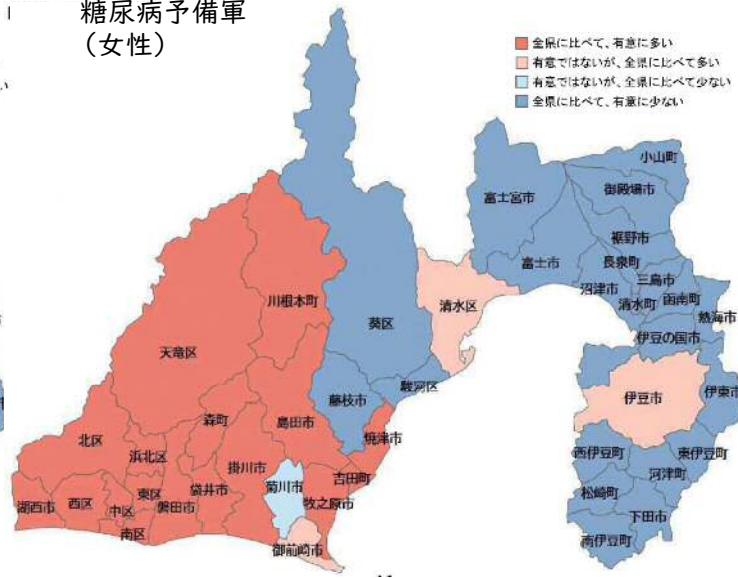 糖尿病予備軍
（女性）
全県に比べて、有意に多い
有意ではないが、全県に比べて多い
有意ではないが、全県に比べて少ない
全県に比べて、有意に少ない
小山町
御殿場市
富士宮市
裾野市
長泉町
富士市
三島市
沼津市
函南町
清水町
熱海市
川根本町
清水区
葵区
伊豆の国市
天竜区
駿河区
伊豆市
伊東市
藤枝市
森町
島田市
焼津市
北区
浜北区
掛川市
西伊豆町
東伊豆町
吉田町
河津町
菊川市
袋井市
東区
松崎町
湖西市
西区
中区
磐田市
牧之原市
下田市
南区
御前崎市
南伊豆町